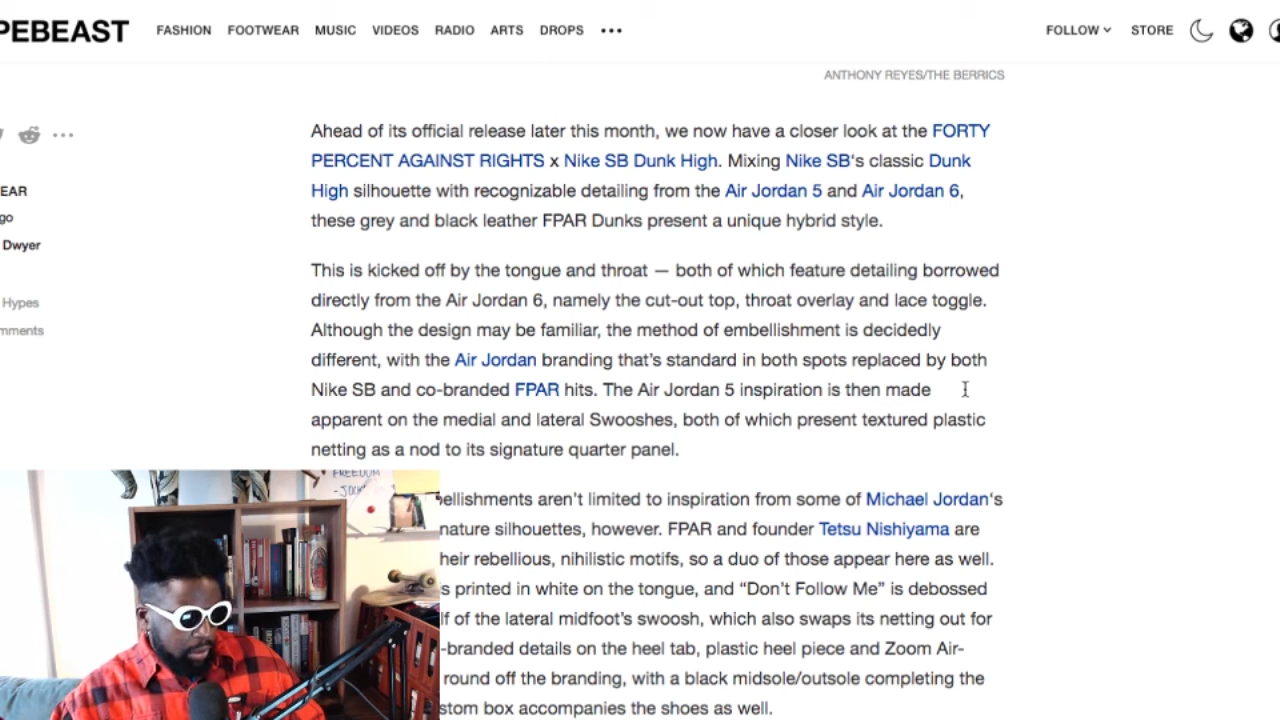 PEBEAST FASHION FOOTWEAR MUSIC VIDEOS RADIO ARTS DROPS ••• FOLLOW STORE
ANTHONY REYES/THE BERRICS
Ahead of its official release later this month, we now have a closer look at the FORTY
PERCENT AGAINST RIGHTS x Nike SB Dunk High. Mixing Nike SB's classic Dunk
High silhouette with recognizable detailing from the Air Jordan 5 and Air Jordan 6,
these grey and black leather FPAR Dunks present a unique hybrid style.
EAR
go
Dwyer
Hypes
mments
This is kicked off by the tongue and throat — both of which feature detailing borrowed
directly from the Air Jordan 6, namely the cut-out top, throat overlay and lace toggle.
Although the design may be familiar, the method of embellishment is decidedly
different, with the Air Jordan branding that's standard in both spots replaced by both
Nike SB and co-branded FPAR hits. The Air Jordan 5 inspiration is then made
apparent on the medial and lateral Swooshes, both of which present textured plastic
netting as a nod to its signature quarter panel.
ellishments aren't limited to inspiration from some of Michael Jordan's
nature silhouettes, however. FPAR and founder Tetsu Nishiyama are
heir rebellious, nihilistic motifs, so a duo of those appear here as well.
s printed in white on the tongue, and “Don't Follow Me” is debossed
lf of the lateral midfoot's swoosh, which also swaps its netting out for
-branded details on the heel tab, plastic heel piece and Zoom Air-
round off the branding, with a black midsole/outsole completing the
stom box accompanies the shoes as well.
FREEDOM